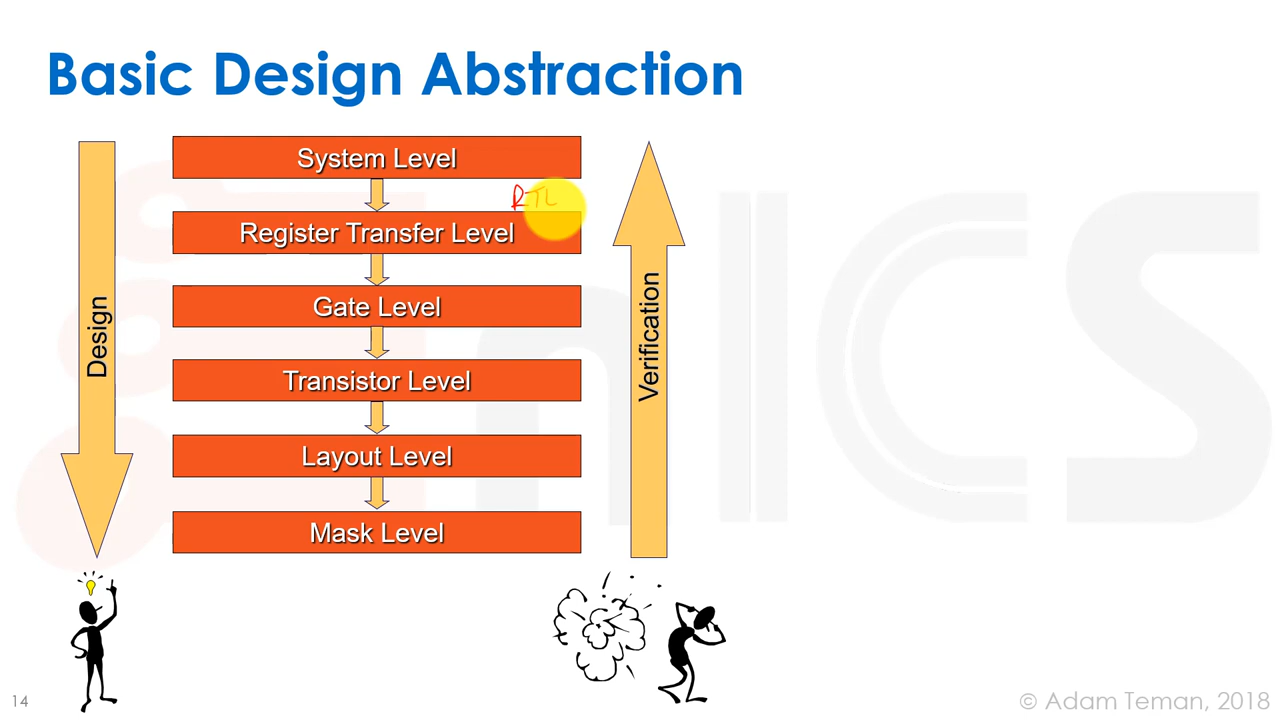 Basic Design Abstraction
System Level
RTL
Register Transfer Level
Gate Level
Transistor Level
Layout Level
Mask Level
Design
Verification
14
© Adam Teman, 2018
nICS